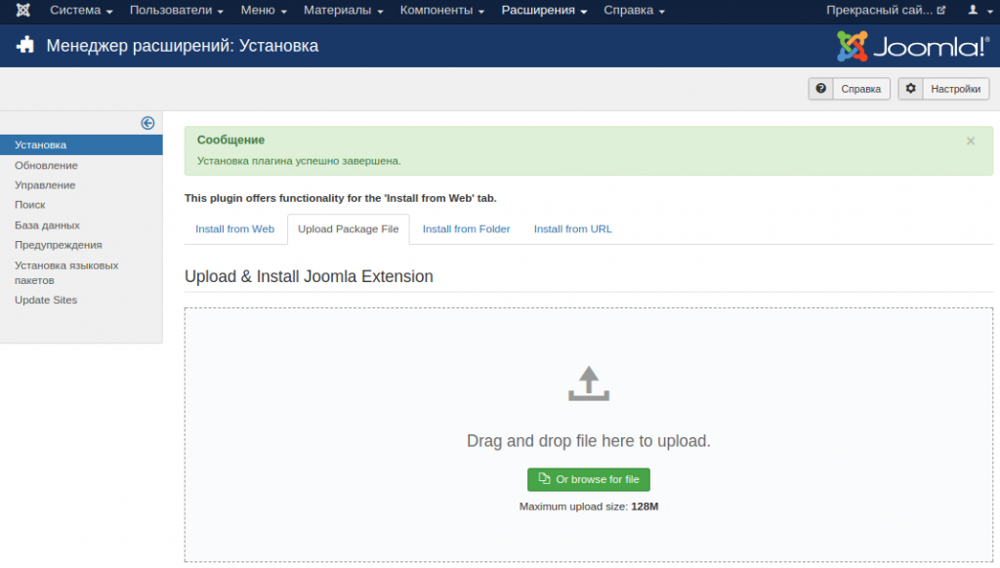 Система Пользователи Меню Материалы Компоненты Расширения Справка Прекрасный сай...
Менеджер расширений: Установка Joomla!®
Справка Настройки
Установка
Обновление
Управление
Поиск
База данных
Предупреждения
Установка языковых
пакетов
Update Sites
Сообщение
Установка плагина успешно завершена.
This plugin offers functionality for the 'Install from Web' tab.
Install from Web Upload Package File Install from Folder Install from URL
Upload & Install Joomla Extension
Drag and drop file here to upload.
Or browse for file
Maximum upload size: 128M